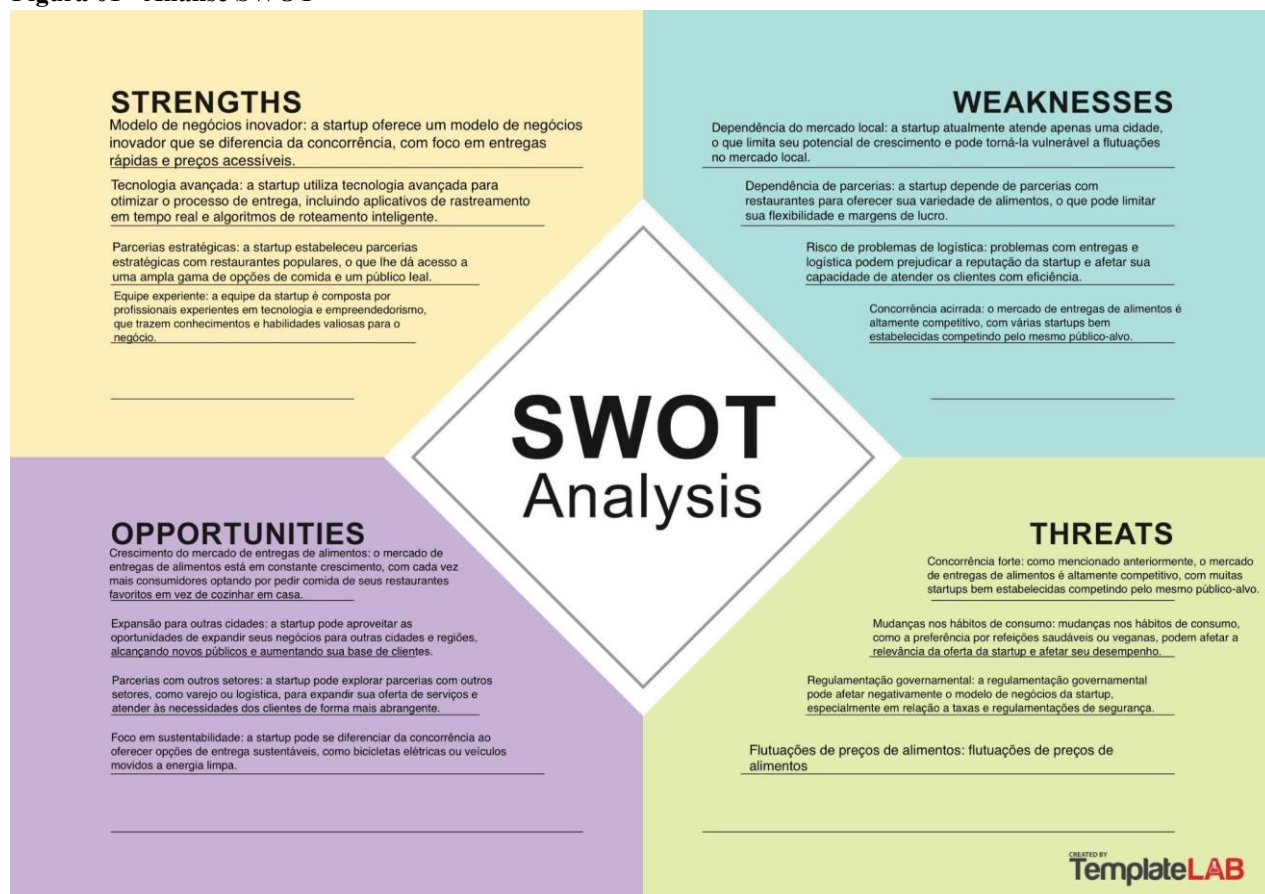 STRENGTHS
Modelo de negócios inovador: a startup oferece um modelo de negócios
inovador que se diferencia da concorrência, com foco em entregas
rápidas e preços acessíveis.
Tecnologia avançada: a startup utiliza tecnologia avançada para
otimizar o processo de entrega, incluindo aplicativos de rastreamento
em tempo real e algoritmos de roteamento inteligente.
Parcerias estratégicas: a startup estabeleceu parcerias
estratégicas com restaurantes populares, o que lhe dá acesso a
uma ampla gama de opções de comida e um público leal.
Equipe experiente: a equipe da startup é composta por
profissionais experientes em tecnologia e empreendedorismo,
que trazem conhecimentos e habilidades valiosas para o
negócio.
WEAKNESSES
Dependência do mercado local: a startup atualmente atende apenas uma cidade,
o que limita seu potencial de crescimento e pode torná-la vulnerável a flutuações
no mercado local.
Dependência de parcerias: a startup depende de parcerias com
restaurantes para oferecer sua variedade de alimentos, o que pode limitar
sua flexibilidade e margens de lucro.
Risco de problemas de logística: problemas com entregas e
logística podem prejudicar a reputação da startup e afetar sua
capacidade de atender os clientes com eficiência.
Concorrência acirrada: o mercado de entregas de alimentos é
altamente competitivo, com várias startups bem
estabelecidas competindo pelo mesmo público-alvo.
SWOT
Analysis
OPPORTUNITIES
Crescimento do mercado de entregas de alimentos: o mercado de
entregas de alimentos está em constante crescimento, com cada vez
mais consumidores optando por pedir comida de seus restaurantes
favoritos em vez de cozinhar em casa.
Expansão para outras cidades: a startup pode aproveitar as
oportunidades de expandir seus negócios para outras cidades e regiões,
alcançando novos públicos e aumentando sua base de clientes.
Parcerias com outros setores: a startup pode explorar parcerias com outros
setores, como varejo ou logística, para expandir sua oferta de serviços e
atender às necessidades dos clientes de forma mais abrangente.
Foco em sustentabilidade: a startup pode se diferenciar da concorrência ao
oferecer opções de entrega sustentáveis, como bicicletas elétricas ou veículos
movidos a energia limpa.
THREATS
Concorrência forte: como mencionado anteriormente, o mercado
de entregas de alimentos é altamente competitivo, com muitas
startups bem estabelecidas competindo pelo mesmo público-alvo.
Mudanças nos hábitos de consumo: mudanças nos hábitos de consumo,
como a preferência por refeições saudáveis ou veganas, podem afetar a
relevância da oferta da startup e afetar seu desempenho.
Regulamentação governamental: a regulamentação governamental
pode afetar negativamente o modelo de negócios da startup,
especialmente em relação a taxas e regulamentações de segurança.
Flutuações de preços de alimentos: flutuações de preços de
alimentos
CREATED BY
TemplateLAB